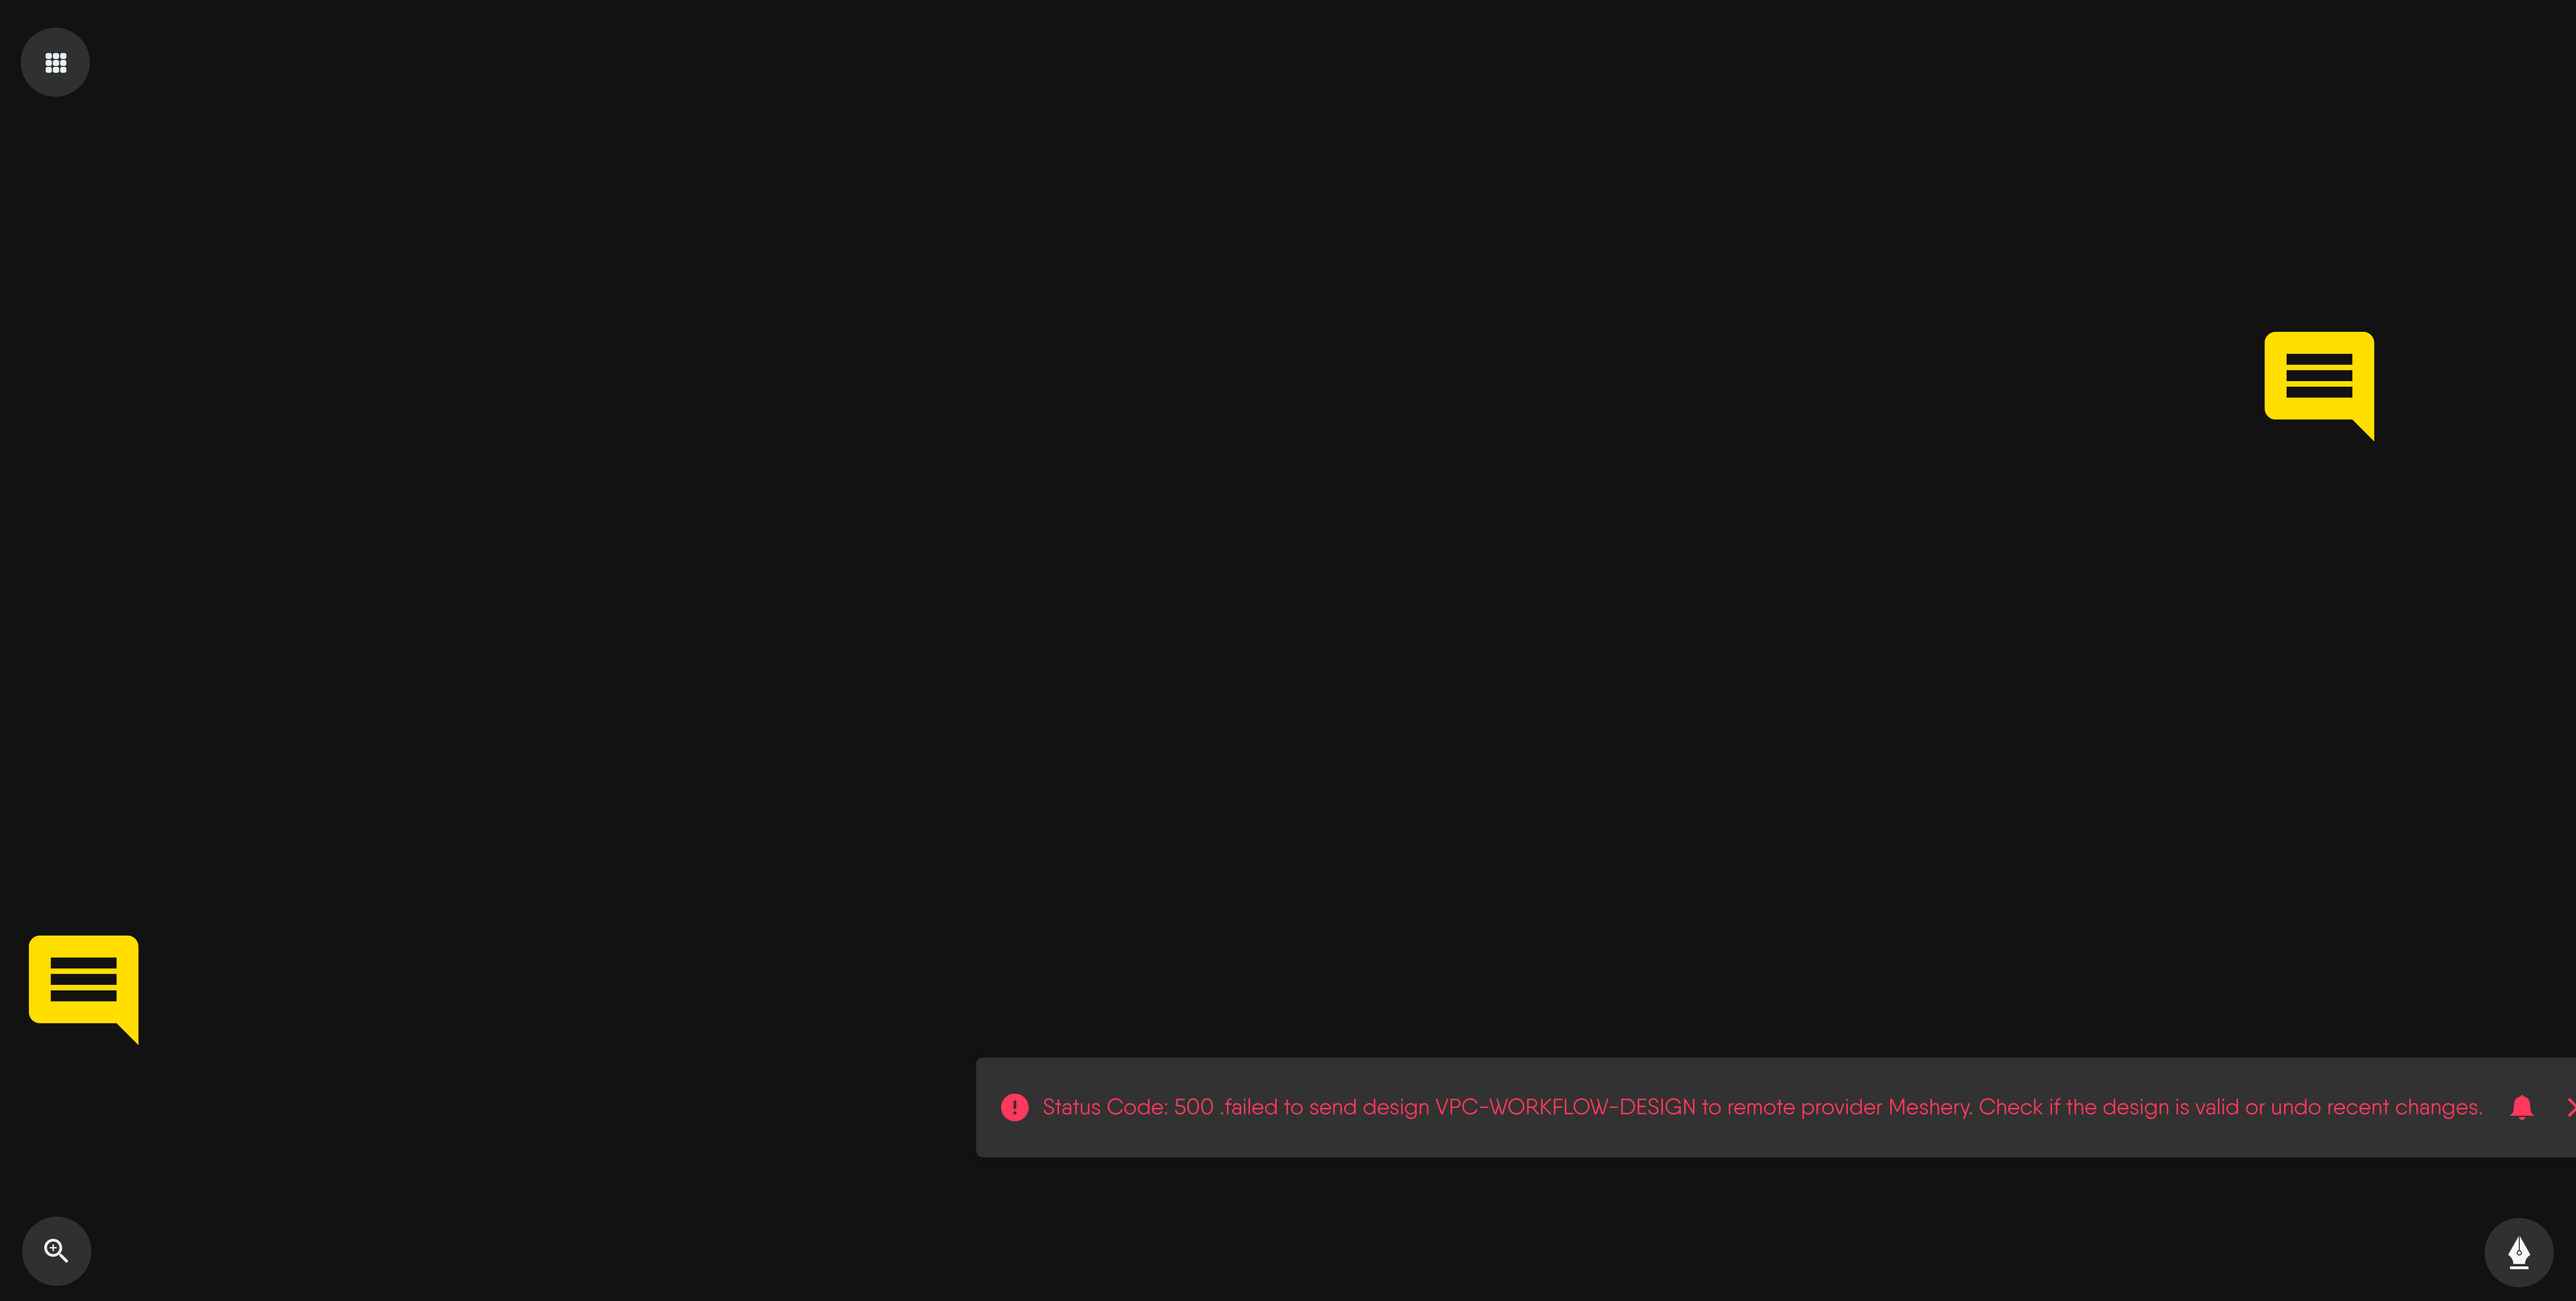 Status Code: 500 .failed to send design VPC-WORKFLOW-DESIGN to remote provider Meshery. Check if the design is valid or undo recent changes.